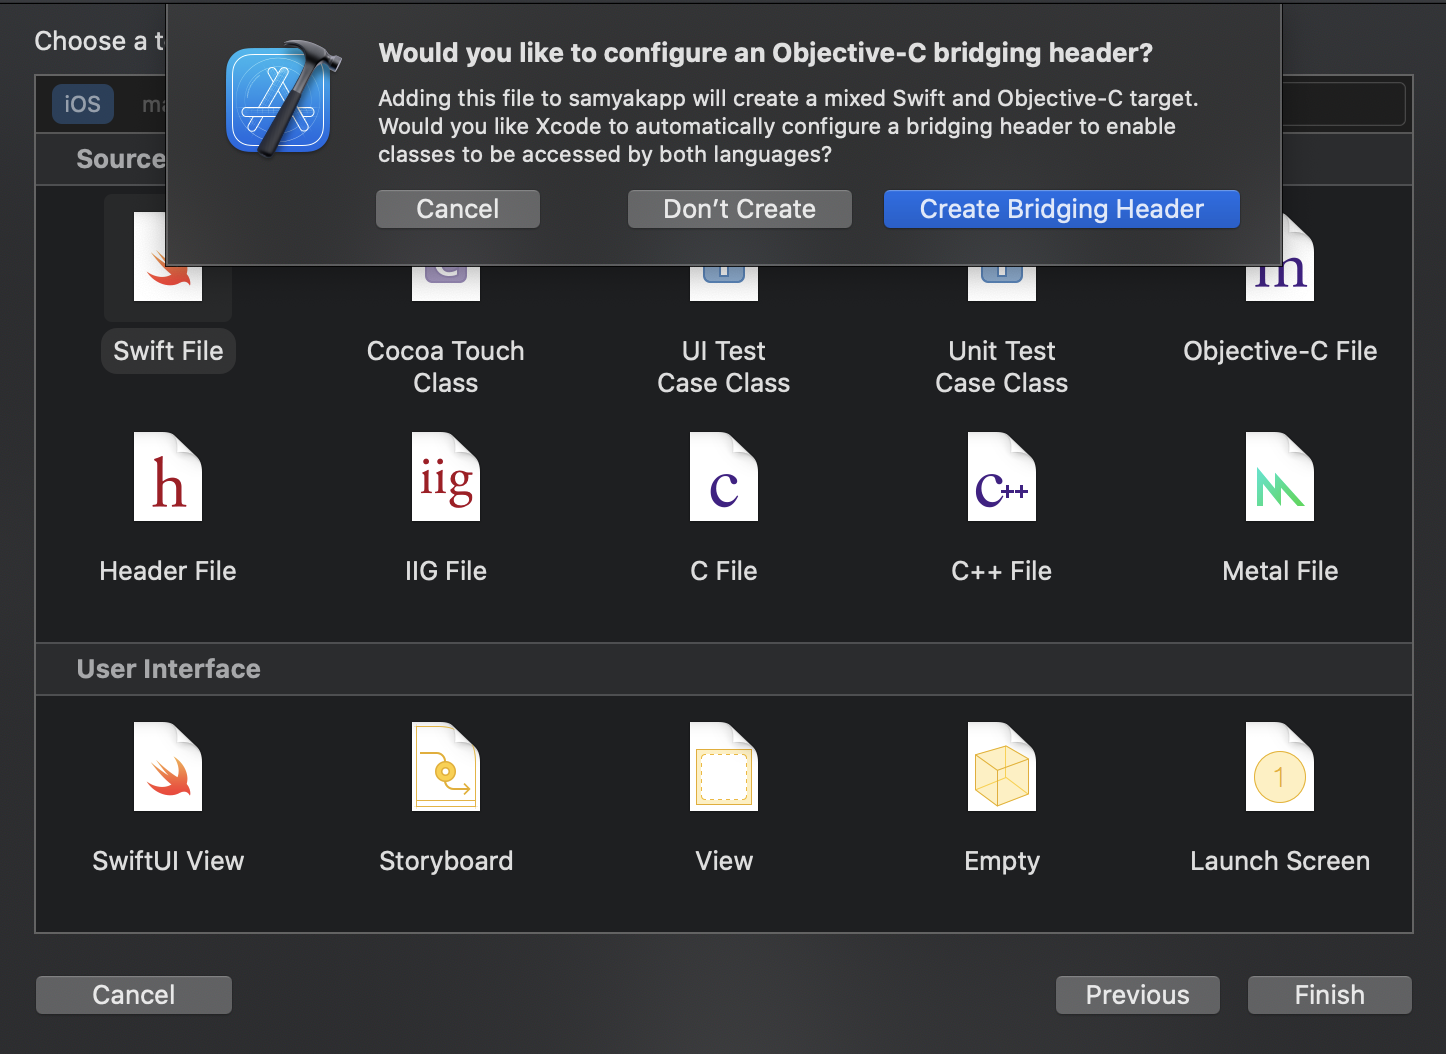 Would you like to configure an Objective-C bridging header?
Adding this file to samyakapp will create a mixed Swift and Objective-C target.
Would you like Xcode to automatically configure a bridging header to enable
classes to be accessed by both languages?
Cancel
Don't Create
Create Bridging Header
Choose a
iOS
Source
Swift File
Cocoa Touch
Class
UI Test
Case Class
Unit Test
Case Class
Objective-C File
m
h
iig
c
c++
Header File
IIG File
C File
C++ File
Metal File
User Interface
1
SwiftUI View
Storyboard
View
Empty
Launch Screen
Cancel
Previous
Finish